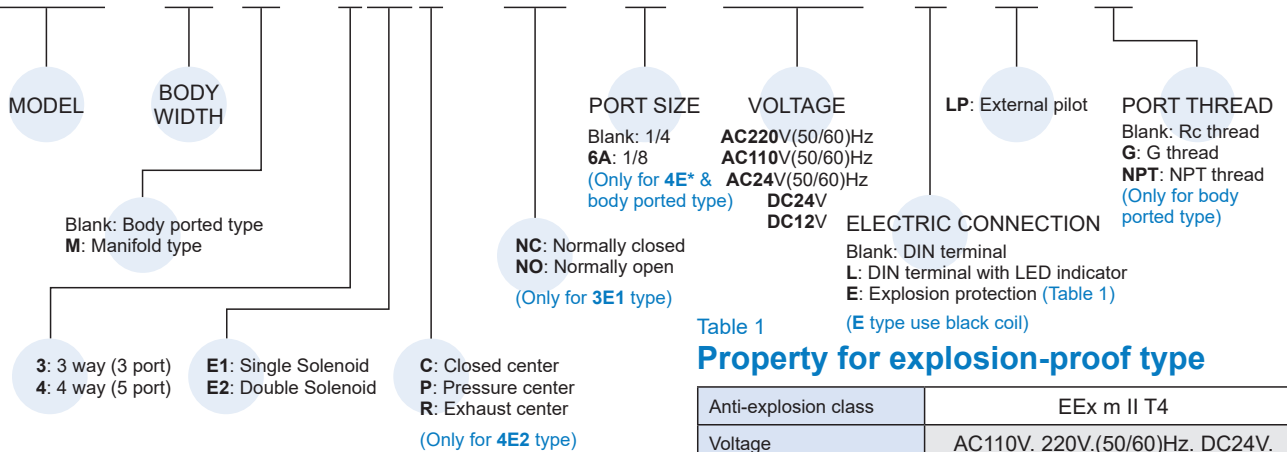 MODEL
BODY
WIDTH
Blank: Body ported type
M: Manifold type
3: 3 way (3 port)
4: 4 way (5 port)
E1: Single Solenoid
E2: Double Solenoid
C: Closed center
P: Pressure center
R: Exhaust center
(Only for 4E2 type)
NC: Normally closed
NO: Normally open
(Only for 3E1 type)
PORT SIZE
Blank: 1/4
6A: 1/8
(Only for 4E* &
body ported type)
VOLTAGE
AC220V(50/60)Hz
AC110V(50/60)Hz
AC24V(50/60)Hz
DC24V
DC12V
ELECTRIC CONNECTION
Blank: DIN terminal
L: DIN terminal with LED indicator
E: Explosion protection (Table 1)
(E type use black coil)
LP: External pilot
PORT THREAD
Blank: Rc thread
G: G thread
NPT: NPT thread
(Only for body
ported type)
Table 1
Property for explosion-proof type
Anti-explosion class
EEx m II T4
Voltage
AC110V. 220V.(50/60)Hz. DC24V.